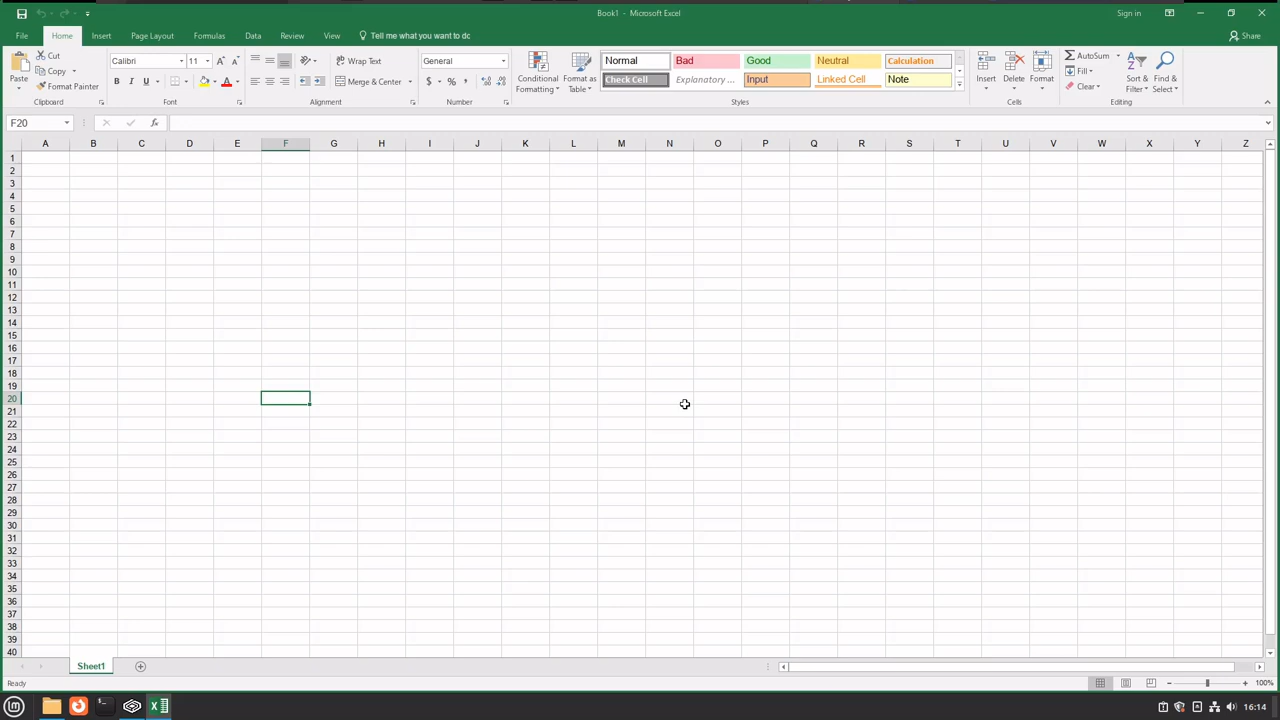 Book1 - Microsoft Excel
Sign in
File Home Insert Page Layout Formulas Data Review View Tell me what you want to dc
Share
Paste
Cut
Copy
Format Painter
Clipboard
Calibri 11
B I U A
Font
Wrap Text
Merge & Center
Alignment
General
$ % ,
Number
Conditional Formatting
Format as Table
Normal Bad Good Neutral Calculation
Check Cell Explanatory ... Input Linked Cell Note
Styles
Insert Delete Format
Cells
AutoSum
Fill
Clear
Sort & Filter
Find & Select
Editing
F20 fx
A B C D E F G H I J K L M N O P Q R S T U V W X Y Z
1
2
3
4
5
6
7
8
9
10
11
12
13
14
15
16
17
18
19
20
21
22
23
24
25
26
27
28
29
30
31
32
33
34
35
36
37
38
39
40
Sheet1
Ready
100%
16:14